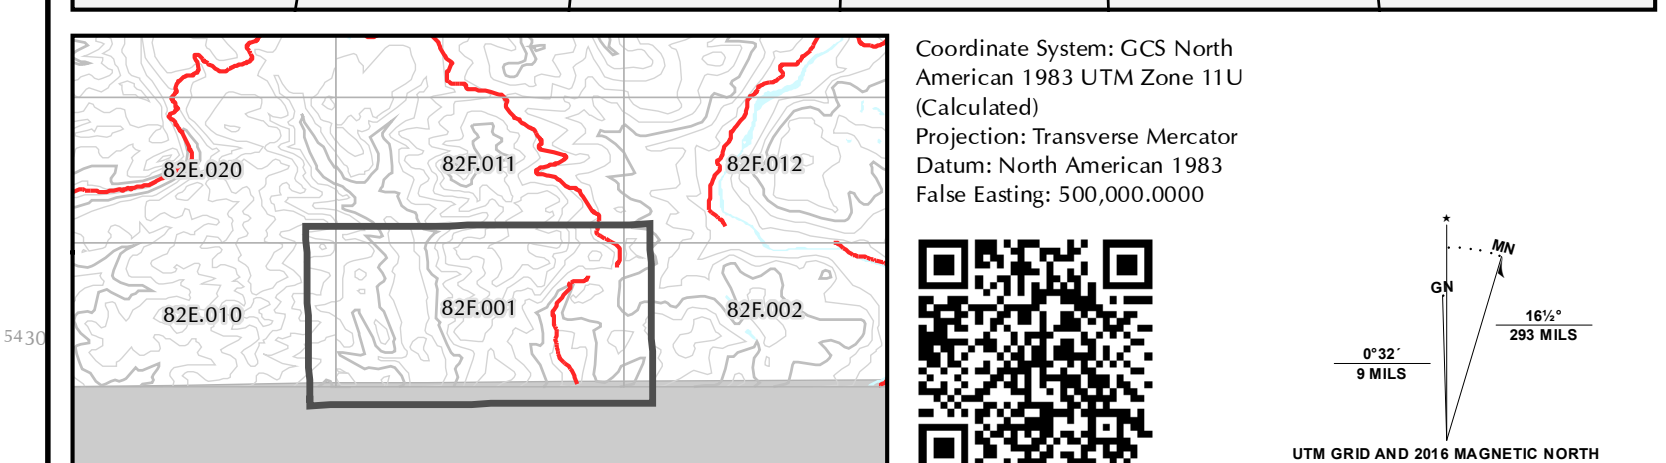 Coordinate System: GCS North
American 1983 UTM Zone 11U
(Calculated)
Projection: Transverse Mercator
Datum: North American 1983
False Easting: 500,000.0000
82E.020
82F.011
82F.012
82E.010
82F.001
82F.002
5430
MN
GN
16½°
293 MILS
0°32´
9 MILS
UTM GRID AND 2016 MAGNETIC NORTH